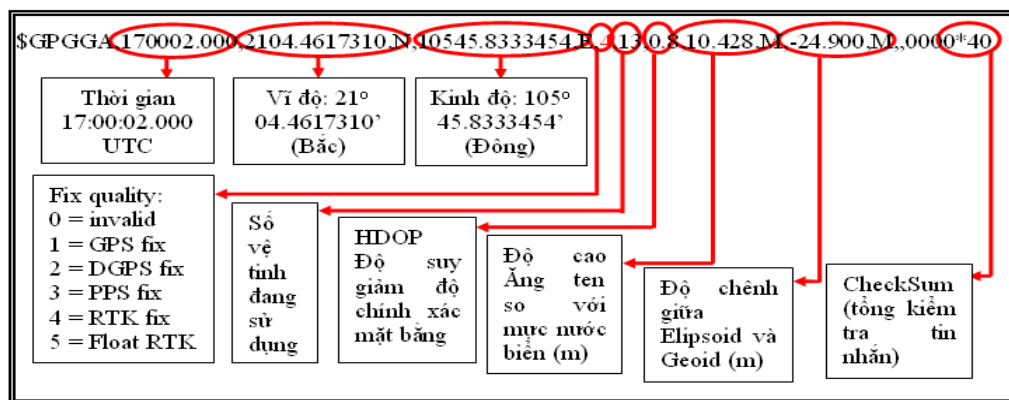 $GPGGA,170002.000,2104.4617310,N,10545.8333454,E,4,13,0.8,10.428,M,-24.900,M,,0000*40
Thời gian
17:00:02.000
UTC
Vĩ độ: 21°
04.4617310’
(Bắc)
Kinh độ: 105°
45.8333454’
(Đông)
Fix quality:
0 = invalid
1 = GPS fix
2 = DGPS fix
3 = PPS fix
4 = RTK fix
5 = Float RTK
Số
vệ
tinh
đang
sử
dụng
HDOP
Độ suy
giảm độ
chính xác
mặt bằng
Độ cao
Ăng ten
so với
mực nước
biển (m)
Độ chênh
giữa
Elipsoid và
Geoid (m)
CheckSum
(tổng kiểm
tra tin
nhắn)